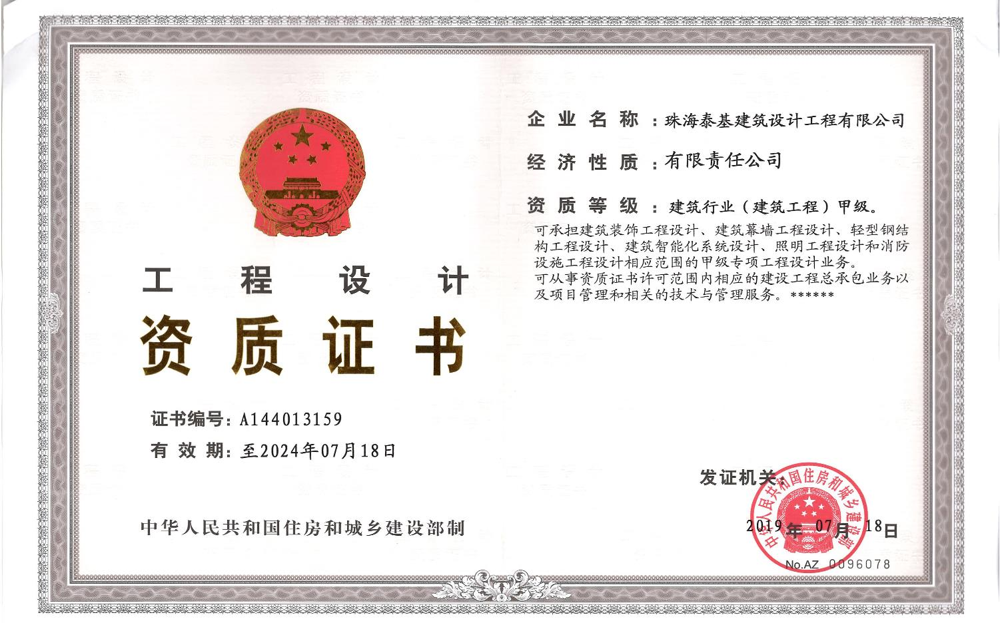 工程设计
资质证书
证书编号：A144013159
有效期：至2024年07月18日
中华人民共和国住房和城乡建设部制
企业名称：珠海泰基建筑设计工程有限公司
经济性质：有限责任公司
资质等级：建筑行业（建筑工程）甲级。
可承担建筑装饰工程设计、建筑幕墙工程设计、轻型钢结
构工程设计、建筑智能化系统设计、照明工程设计和消防
设施工程设计相应范围的甲级专项工程设计业务。
可从事资质证书许可范围内相应的建设工程总承包业务以
及项目管理和相关的技术与管理服务。******
发证机关：
中华人民共和国住房和城乡建设部
2019年07月18日
No.AZ 0096078